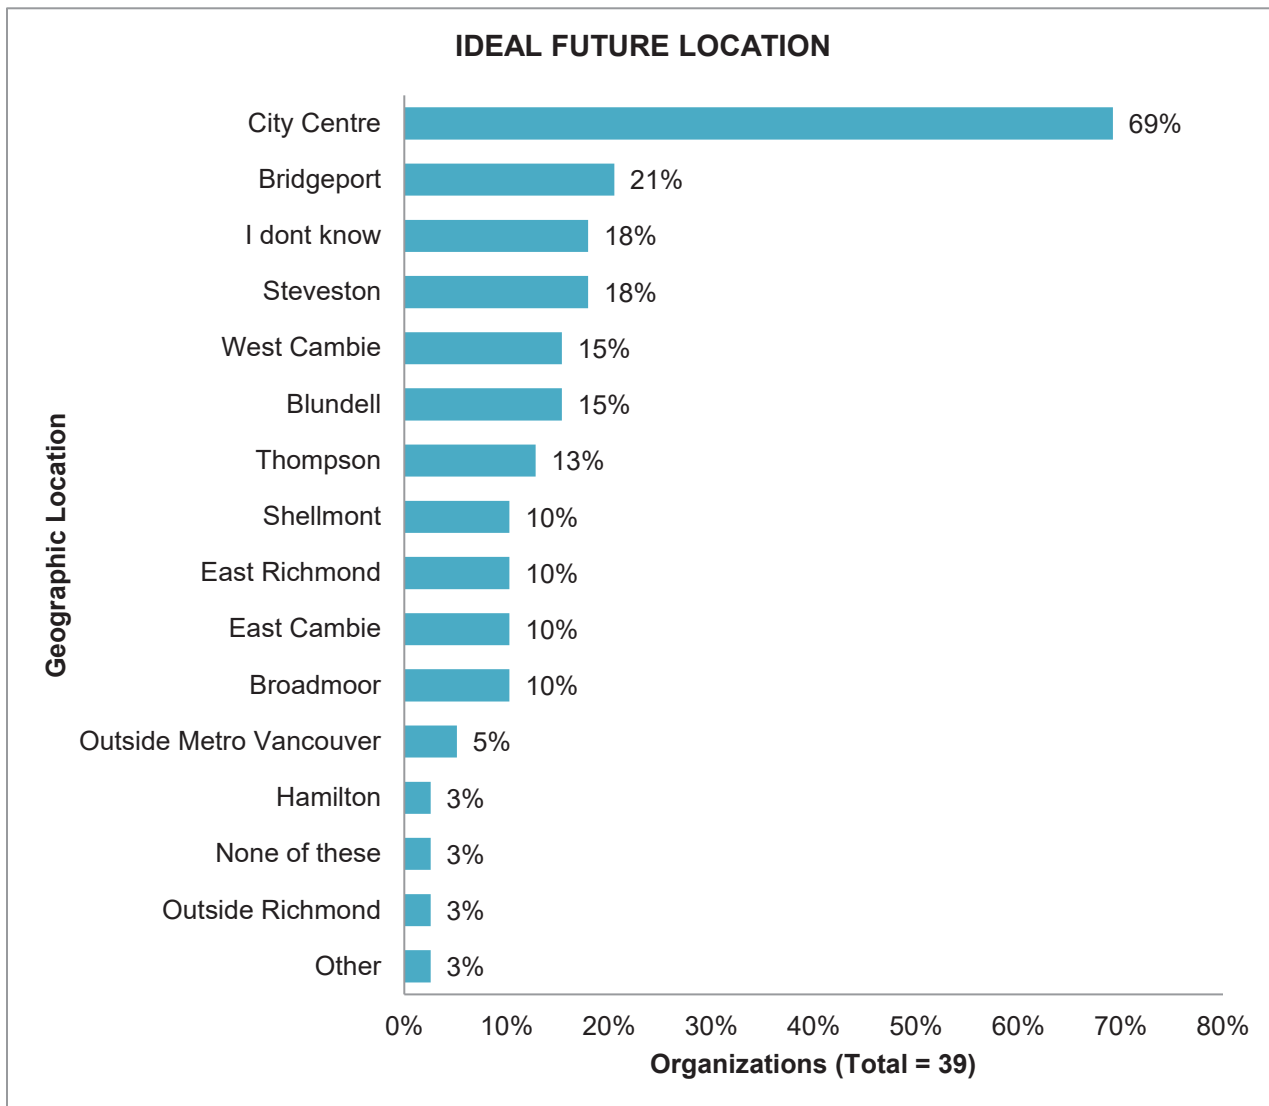 IDEAL FUTURE LOCATION
City Centre 69%
Bridgeport 21%
I dont know 18%
Steveston 18%
West Cambie 15%
Blundell 15%
Thompson 13%
Shellmont 10%
East Richmond 10%
East Cambie 10%
Broadmoor 10%
Outside Metro Vancouver 5%
Hamilton 3%
None of these 3%
Outside Richmond 3%
Other 3%
Geographic Location
0% 10% 20% 30% 40% 50% 60% 70% 80%
Organizations (Total = 39)